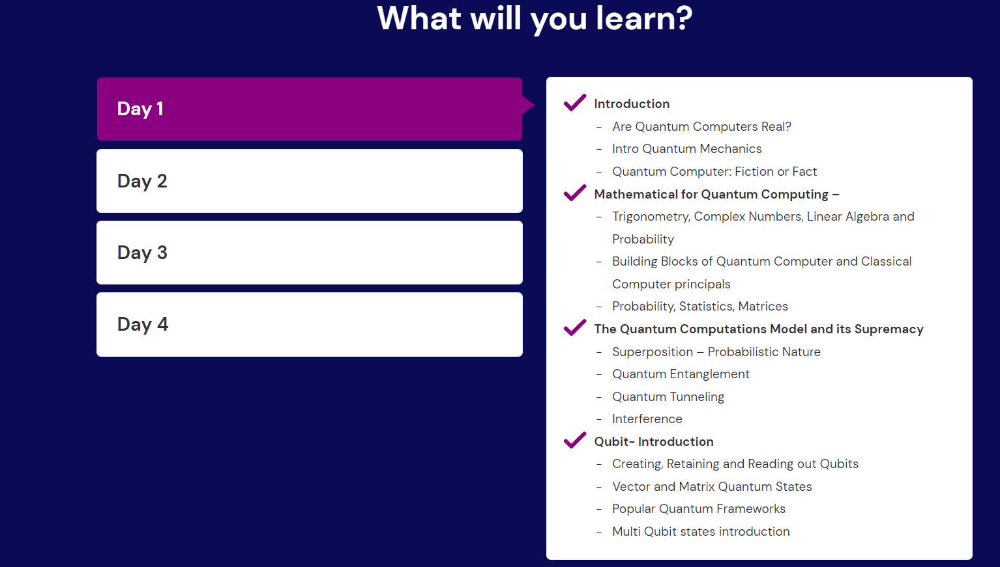 What will you learn?
Day 1
Day 2
Day 3
Day 4
Introduction
- Are Quantum Computers Real?
- Intro Quantum Mechanics
- Quantum Computer: Fiction or Fact
Mathematical for Quantum Computing –
- Trigonometry, Complex Numbers, Linear Algebra and
Probability
- Building Blocks of Quantum Computer and Classical
Computer principals
- Probability, Statistics, Matrices
The Quantum Computations Model and its Supremacy
- Superposition – Probabilistic Nature
- Quantum Entanglement
- Quantum Tunneling
- Interference
Qubit- Introduction
- Creating, Retaining and Reading out Qubits
- Vector and Matrix Quantum States
- Popular Quantum Frameworks
- Multi Qubit states introduction